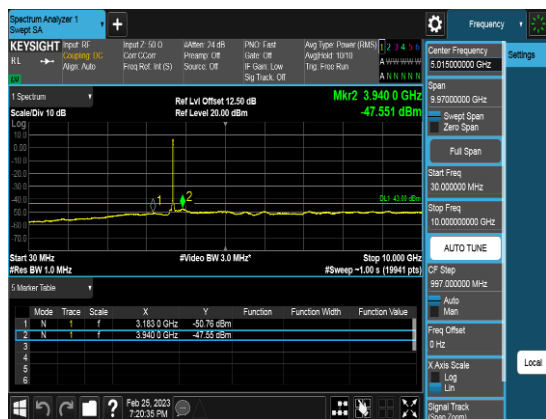 Spectrum Analyzer 1
Swept SA
+
Frequency
KEYSIGHT
RL
Input: RF
Coupling: DC
Align: Auto
Input Z: 50 Ω
Corr CCorr
Freq Ref: Int (S)
#Atten: 24 dB
Preamp: Off
Source: Off
PNO: Fast
Gate: Off
IF Gain: Low
Sig Track: Off
Avg Type: Power (RMS)
Avg|Hold: 10/10
Trig: Free Run
1 2 3 4 5 6
A W W W W W
A N N N N N
1 Spectrum
Scale/Div 10 dB
Log
Ref Lvl Offset 12.50 dB
Ref Level 20.00 dBm
Mkr2 3.940 0 GHz
-47.551 dBm
10.0
0.00
-10.0
-20.0
-30.0
-40.0
-50.0
-60.0
-70.0
1
2
Start 30 MHz
#Res BW 1.0 MHz
#Video BW 3.0 MHz*
Stop 10.000 GHz
#Sweep ~1.00 s (19941 pts)
5 Marker Table
Mode Trace Scale X Y Function Function Width Function Value
1 N 1 f 3.183 0 GHz -50.76 dBm
2 N 1 f 3.940 0 GHz -47.55 dBm
3
4
5
6
Feb 25, 2023
7:20:35 PM
Center Frequency
5.015000000 GHz
Span
9.97000000 GHz
Swept Span
Zero Span
Full Span
Start Freq
30.000000 MHz
Stop Freq
10.000000000 GHz
AUTO TUNE
CF Step
997.000000 MHz
Auto
Man
Freq Offset
0 Hz
X Axis Scale
Log
Lin
Signal Track
(Span Zoom)
Settings
Local